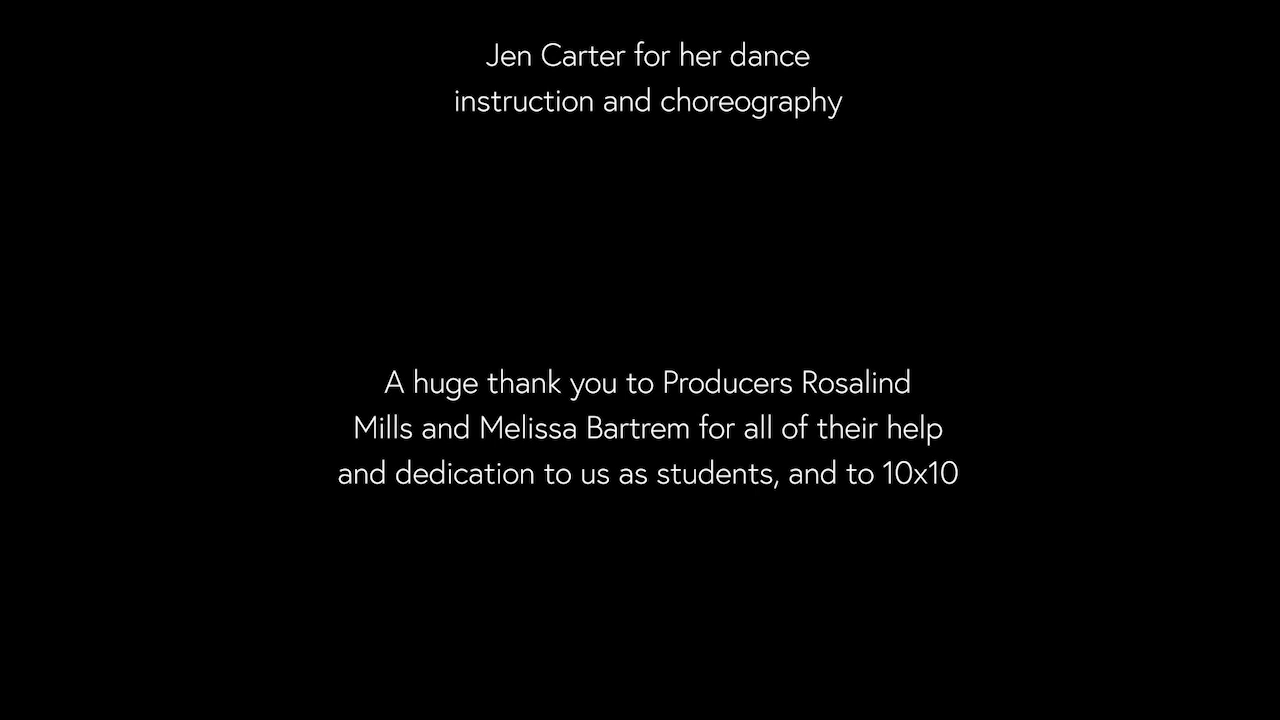 Jen Carter for her dance
instruction and choreography
A huge thank you to Producers Rosalind
Mills and Melissa Bartrem for all of their help
and dedication to us as students, and to 10x10